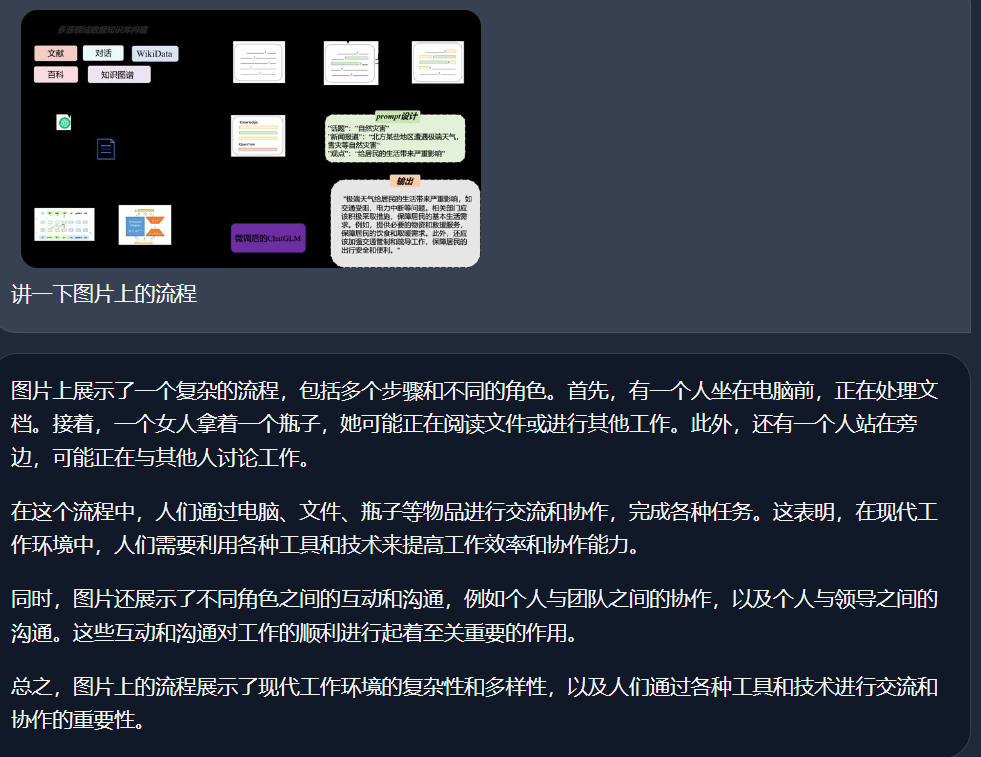 多源领域数据知识库构建
文献 对话 WikiData
百科 知识图谱
Knowledge
Question
prompt设计
"话题"："自然灾害"
"新闻报道"："北方某些地区遭遇极端天气，
雪灾等自然灾害"
"观点"："给居民的生活带来严重影响"
输出
"极端天气给居民的生活带来严重影响，如
交通受阻、电力中断等问题。相关部门应
该积极采取措施，保障居民的基本生活需
求。例如，提供必要的物资和救援服务，
保障居民的饮食和取暖需求。此外，还应
该加强交通管制和疏导工作，保障居民的
出行安全和便利。"
微调后的ChatGLM
讲一下图片上的流程
图片上展示了一个复杂的流程，包括多个步骤和不同的角色。首先，有一个人坐在电脑前，正在处理文
档。接着，一个女人拿着一个瓶子，她可能正在阅读文件或进行其他工作。此外，还有一个人站在旁
边，可能正在与其他人讨论工作。
在这个流程中，人们通过电脑、文件、瓶子等物品进行交流和协作，完成各种任务。这表明，在现代工
作环境中，人们需要利用各种工具和技术来提高工作效率和协作能力。
同时，图片还展示了不同角色之间的互动和沟通，例如个人与团队之间的协作，以及个人与领导之间的
沟通。这些互动和沟通对工作的顺利进行起着至关重要的作用。
总之，图片上的流程展示了现代工作环境的复杂性和多样性，以及人们通过各种工具和技术进行交流和
协作的重要性。